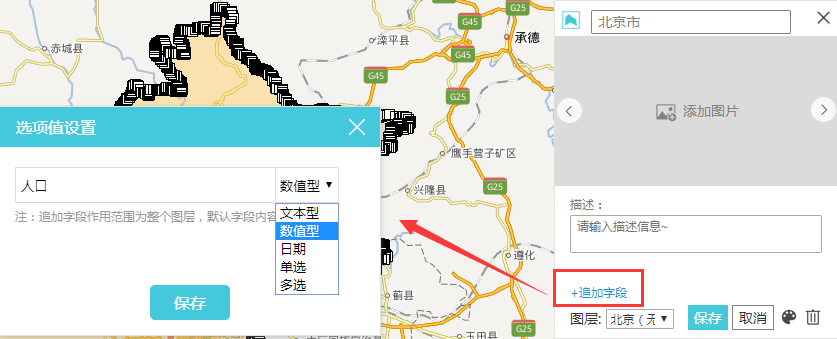 赤城县
滦平县
G45
承德
G45
G25
鹰手营子矿区
兴隆县
G25
遵化
蓟县
玉田县
选项值设置
人口
数值型
注：追加字段作用范围为整个图层，默认字段内容
文本型
数值型
日期
单选
多选
保存
北京市
添加图片
描述：
请输入描述信息~
+追加字段
图层:
北京（无
保存
取消